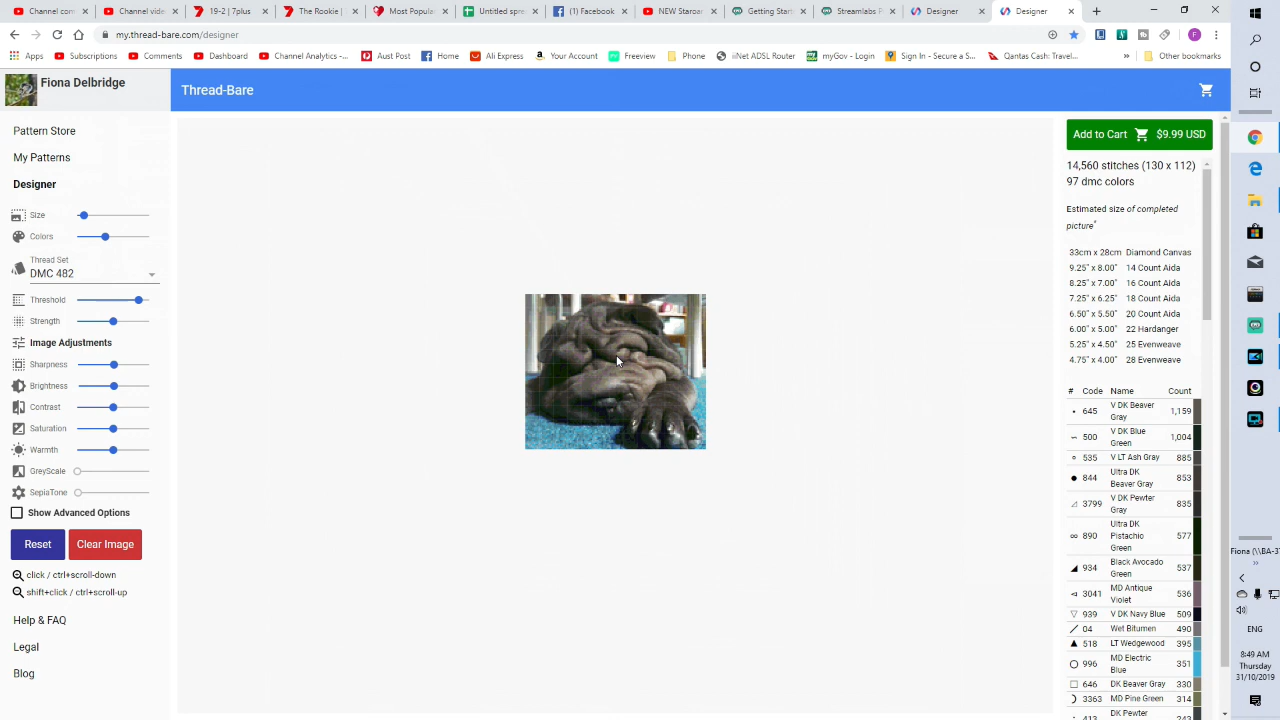 Channel con
Channel vide
19-2 | 7plus
The Rookie |
Most Popula
Untitled spre
(1) Facebook
NEW Staroar
Getting Starte
Streamlabs P
Designer
Designer
my.thread-bare.com/designer
Apps
Subscriptions
Comments
Dashboard
Channel Analytics -...
Aust Post
Home
Ali Express
Your Account
Freeview
Phone
iiNet ADSL Router
myGov - Login
Sign In - Secure a S...
Qantas Cash: Travel...
»
Other bookmarks
Fiona Delbridge
Thread-Bare
Pattern Store
My Patterns
Designer
Size
Colors
Thread Set
DMC 482
Threshold
Strength
Image Adjustments
Sharpness
Brightness
Contrast
Saturation
Warmth
GreyScale
SepiaTone
Show Advanced Options
Reset
Clear Image
click / ctrl+scroll-down
shift+click / ctrl+scroll-up
Help & FAQ
Legal
Blog
Add to Cart $9.99 USD
14,560 stitches (130 x 112)
97 dmc colors
Estimated size of completed
picture*
33cm x 28cm Diamond Canvas
9.25" x 8.00" 14 Count Aida
8.25" x 7.00" 16 Count Aida
7.25" x 6.25" 18 Count Aida
6.50" x 5.50" 20 Count Aida
6.00" x 5.00" 22 Hardanger
5.25" x 4.50" 25 Evenweave
4.75" x 4.00" 28 Evenweave
# Code Name Count
645 V DK Beaver Gray 1,159
500 V DK Blue Green 1,004
535 V LT Ash Gray 885
844 Ultra DK Beaver Gray 853
3799 V DK Pewter Gray 835
890 Ultra DK Pistachio Green 577
934 Black Avocado Green 537
3041 MD Antique Violet 536
939 V DK Navy Blue 509
04 Wet Bitumen 490
518 LT Wedgewood 395
996 MD Electric Blue 351
646 DK Beaver Gray 330
3363 MD Pine Green 314
413 DK Pewter 243
Fiona (\\BA-3
»
ENG
8:49 AM
Thursday
31/10/2019